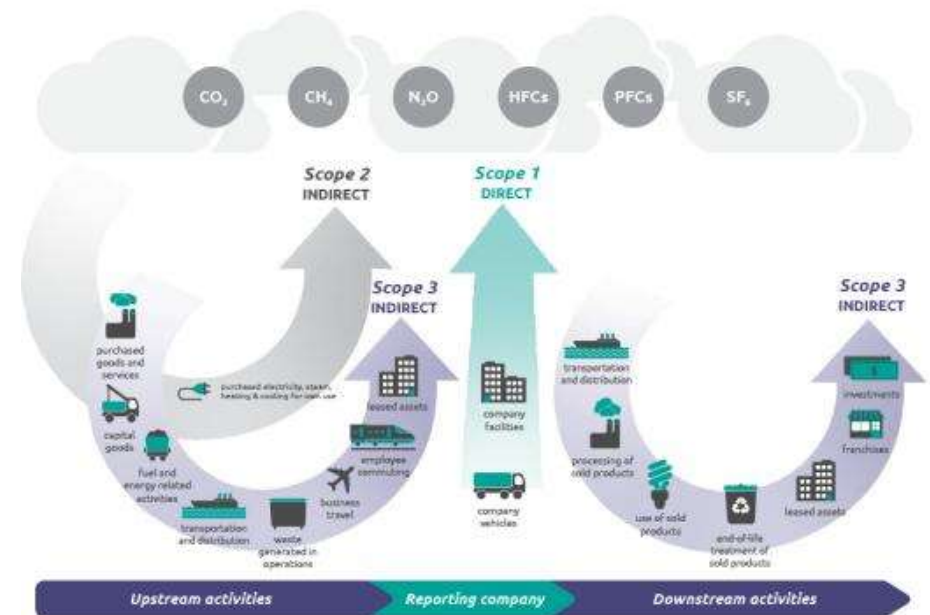 CO₂ CH₄ N₂O HFCs PFCs SF₆
Scope 2
INDIRECT
Scope 1
DIRECT
Scope 3
INDIRECT
Scope 3
INDIRECT
purchased
goods and
services
capital
goods
fuel and
energy related
activities
transportation
and distribution
waste
generated in
operations
business
travel
employee
commuting
leased assets
purchased electricity, steam,
heating & cooling for own use
company
facilities
company
vehicles
transportation
and distribution
processing of
sold products
use of sold
products
end-of-life
treatment of
sold products
leased assets
franchises
investments
Upstream activities
Reporting company
Downstream activities